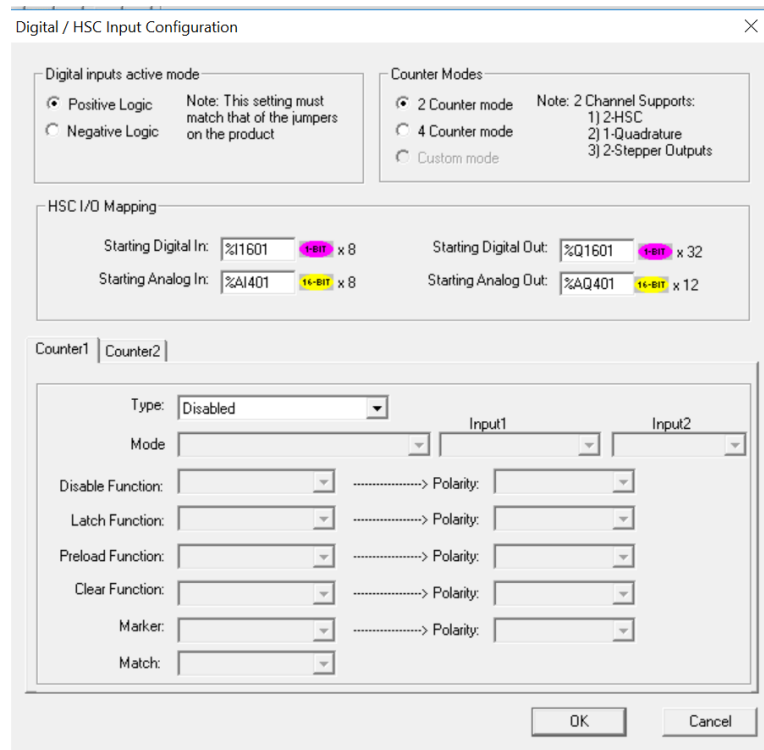 Digital / HSC Input Configuration
Digital inputs active mode
Positive Logic
Negative Logic
Note: This setting must
match that of the jumpers
on the product
Counter Modes
2 Counter mode
4 Counter mode
Custom mode
Note: 2 Channel Supports:
1) 2-HSC
2) 1-Quadrature
3) 2-Stepper Outputs
HSC I/O Mapping
Starting Digital In: %I1601 1-BIT x 8
Starting Digital Out: %Q1601 1-BIT x 32
Starting Analog In: %AI401 16-BIT x 8
Starting Analog Out: %AQ401 16-BIT x 12
Counter1 Counter2
Type: Disabled
Input1 Input2
Mode
Disable Function: -----------------> Polarity:
Latch Function: -----------------> Polarity:
Preload Function: -----------------> Polarity:
Clear Function: -----------------> Polarity:
Marker: -----------------> Polarity:
Match:
OK Cancel